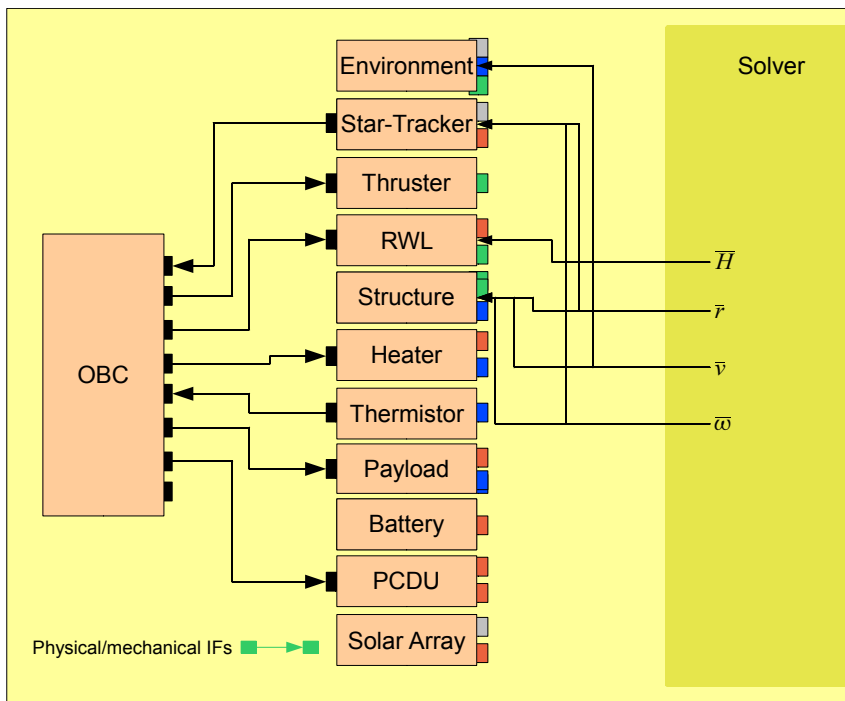 Environment
Solver
Star-Tracker
Thruster
RWL
H̅
Structure
r̅
OBC
Heater
v̅
Thermistor
ω̅
Payload
Battery
PCDU
Physical/mechanical IFs
Solar Array